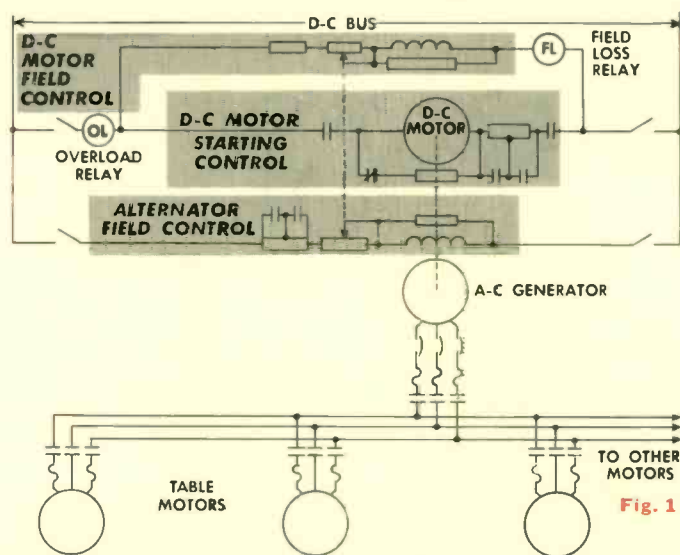 D-C BUS
D-C
MOTOR
FIELD
CONTROL
FL
FIELD
LOSS
RELAY
OL
OVERLOAD
RELAY
D-C MOTOR
STARTING
CONTROL
D-C
MOTOR
ALTERNATOR
FIELD CONTROL
A-C GENERATOR
TABLE
MOTORS
TO OTHER
MOTORS
Fig. 1